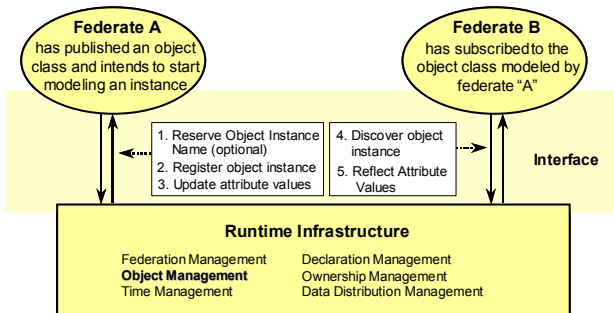 Federate A
has published an object
class and intends to start
modeling an instance
Federate B
has subscribed to the
object class modeled by
federate “A”
1. Reserve Object Instance
Name (optional)
2. Register object instance
3. Update attribute values
4. Discover object
instance
5. Reflect Attribute
Values
Interface
Runtime Infrastructure
Federation Management
Declaration Management
Object Management
Ownership Management
Time Management
Data Distribution Management